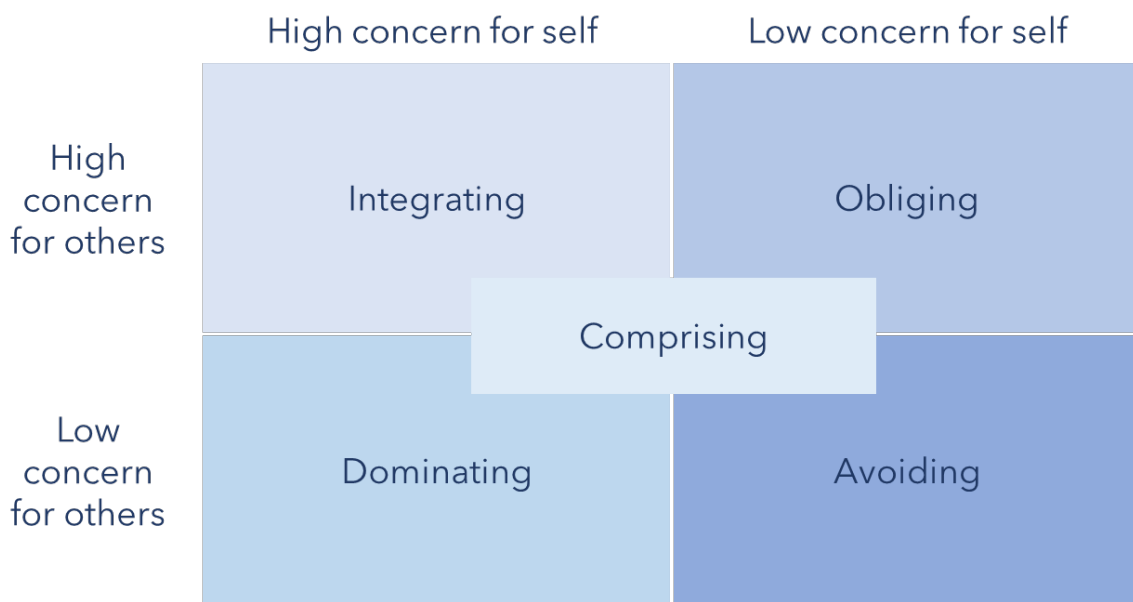 High concern for self
Low concern for self
High
concern
for others
Integrating
Obliging
Comprising
Low
concern
for others
Dominating
Avoiding